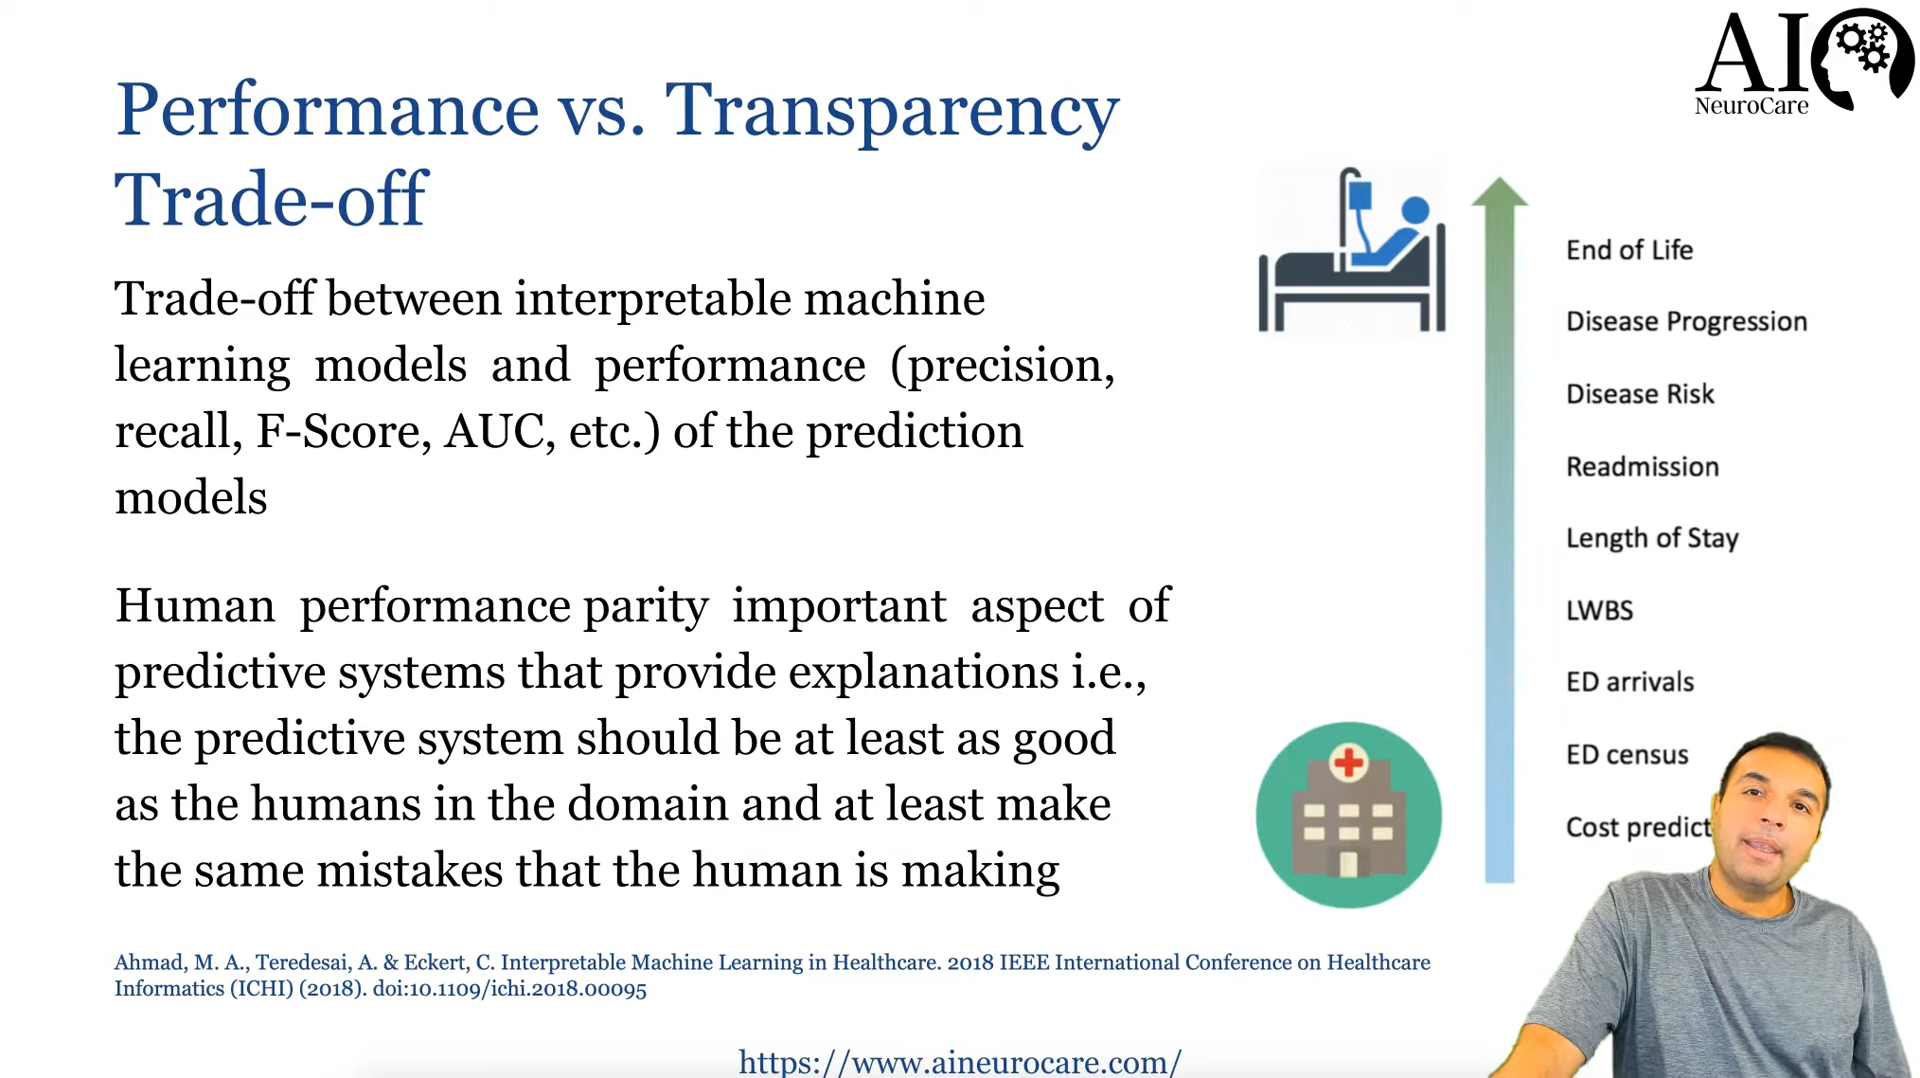 AI
NeuroCare
Performance vs. Transparency
Trade-off
Trade-off between interpretable machine
learning models and performance (precision,
recall, F-Score, AUC, etc.) of the prediction
models
Human performance parity important aspect of
predictive systems that provide explanations i.e.,
the predictive system should be at least as good
as the humans in the domain and at least make
the same mistakes that the human is making
End of Life
Disease Progression
Disease Risk
Readmission
Length of Stay
LWBS
ED arrivals
ED census
Cost predict
Ahmad, M. A., Teredesai, A. & Eckert, C. Interpretable Machine Learning in Healthcare. 2018 IEEE International Conference on Healthcare
Informatics (ICHI) (2018). doi:10.1109/ichi.2018.00095
https://www.aineurocare.com/